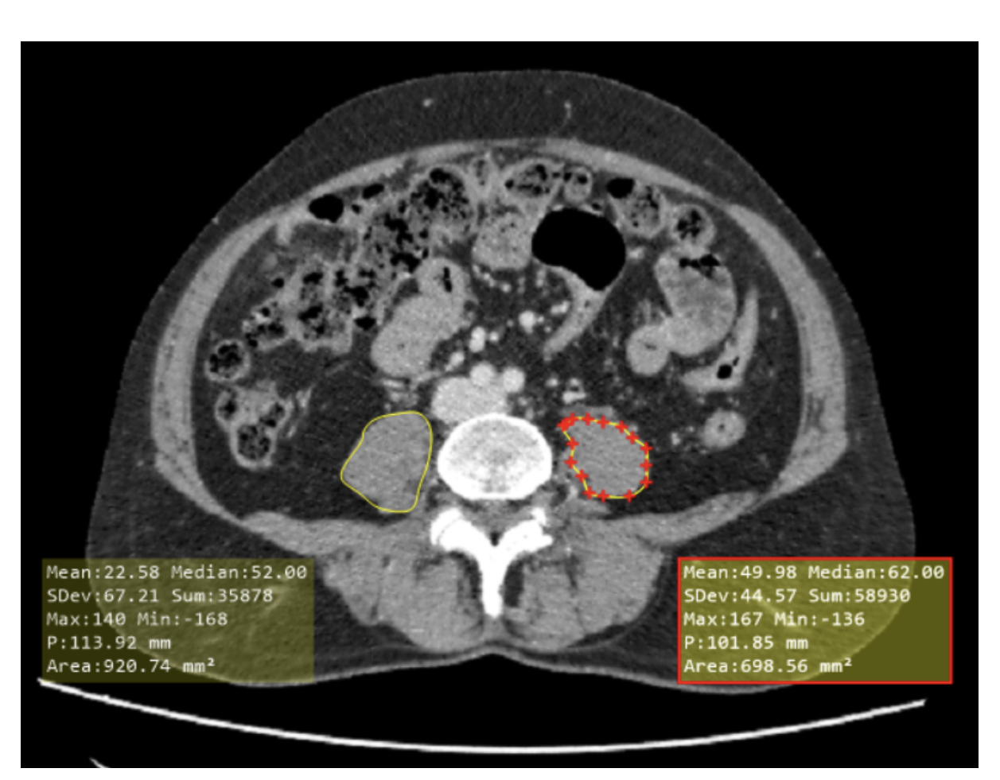 Mean:22.58 Median:52.00
SDev:67.21 Sum:35878
Max:140 Min:-168
P:113.92 mm
Area:920.74 mm²
Mean:49.98 Median:62.00
SDev:44.57 Sum:58930
Max:167 Min:-136
P:101.85 mm
Area:698.56 mm²